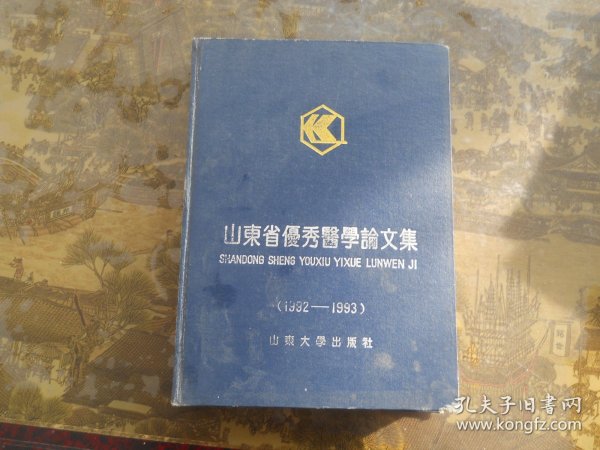 山東省優秀醫學論文集
SHANDONG SHENG YOUXIU YIXUE LUNWEN JI
(1992——1993)
山東大學出版社
孔夫子旧书网
www.kongfz.com